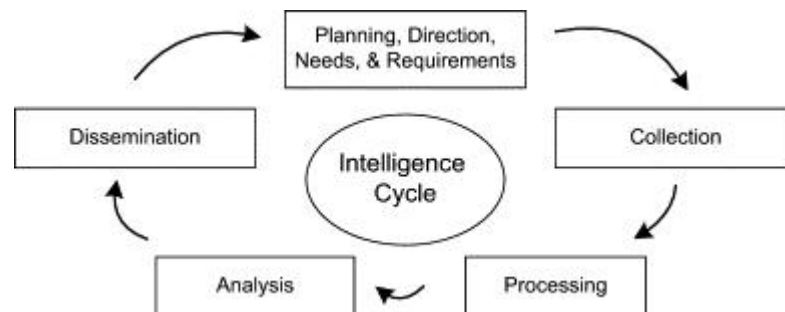 Planning, Direction,
Needs, & Requirements
Dissemination
Collection
Intelligence
Cycle
Analysis
Processing